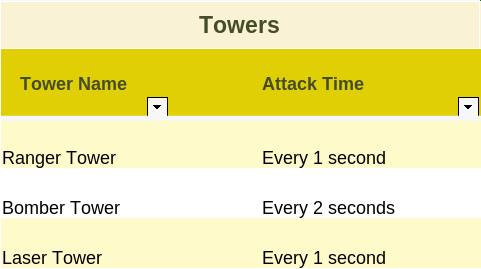 Towers
Tower Name Attack Time
Ranger Tower Every 1 second
Bomber Tower Every 2 seconds
Laser Tower Every 1 second